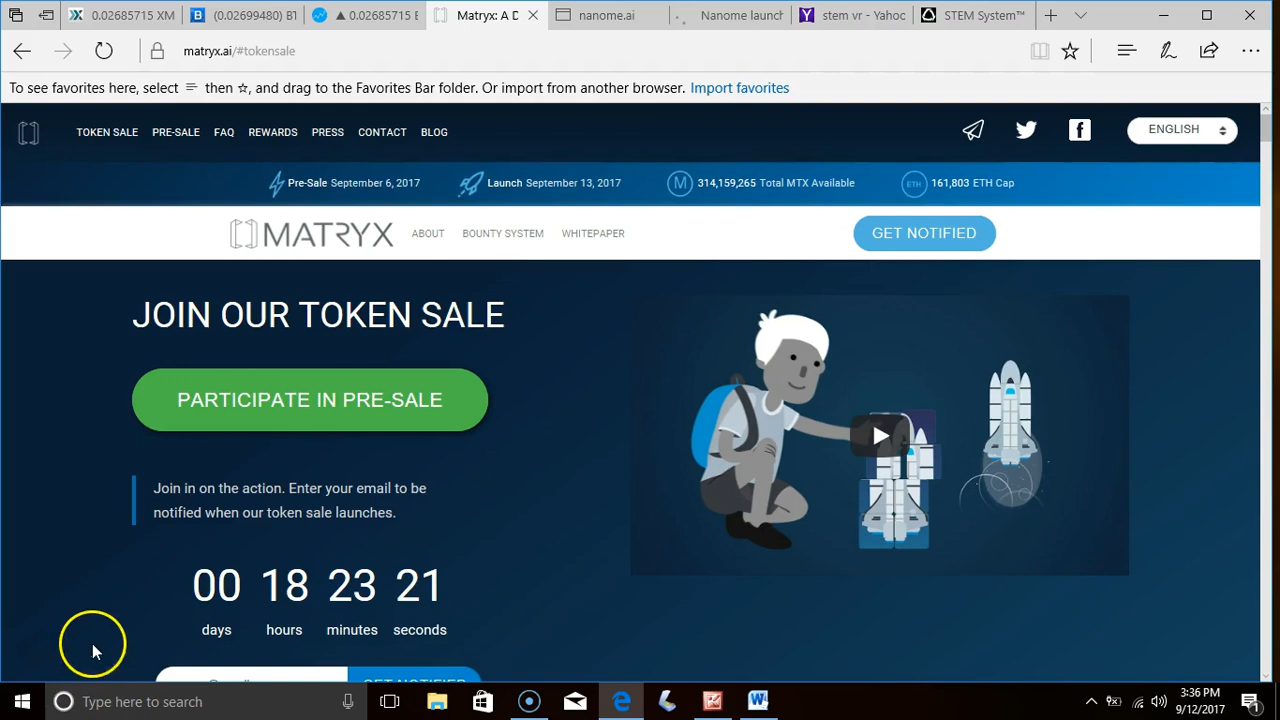 0.02685715 XM
(0.02699480) B1
▲ 0.02685715 E
Matryx: A D
nanome.ai
Nanome launch
stem vr - Yahoo
STEM System™
matryx.ai/#tokensale
To see favorites here, select then ☆, and drag to the Favorites Bar folder. Or import from another browser. Import favorites
TOKEN SALE PRE-SALE FAQ REWARDS PRESS CONTACT BLOG
ENGLISH
Pre-Sale September 6, 2017
Launch September 13, 2017
M 314,159,265 Total MTX Available
ETH 161,803 ETH Cap
MATRYX ABOUT BOUNTY SYSTEM WHITEPAPER GET NOTIFIED
JOIN OUR TOKEN SALE
PARTICIPATE IN PRE-SALE
Join in on the action. Enter your email to be
notified when our token sale launches.
00 18 23 21
days hours minutes seconds
GET NOTIFIED
Type here to search
3:36 PM
9/12/2017